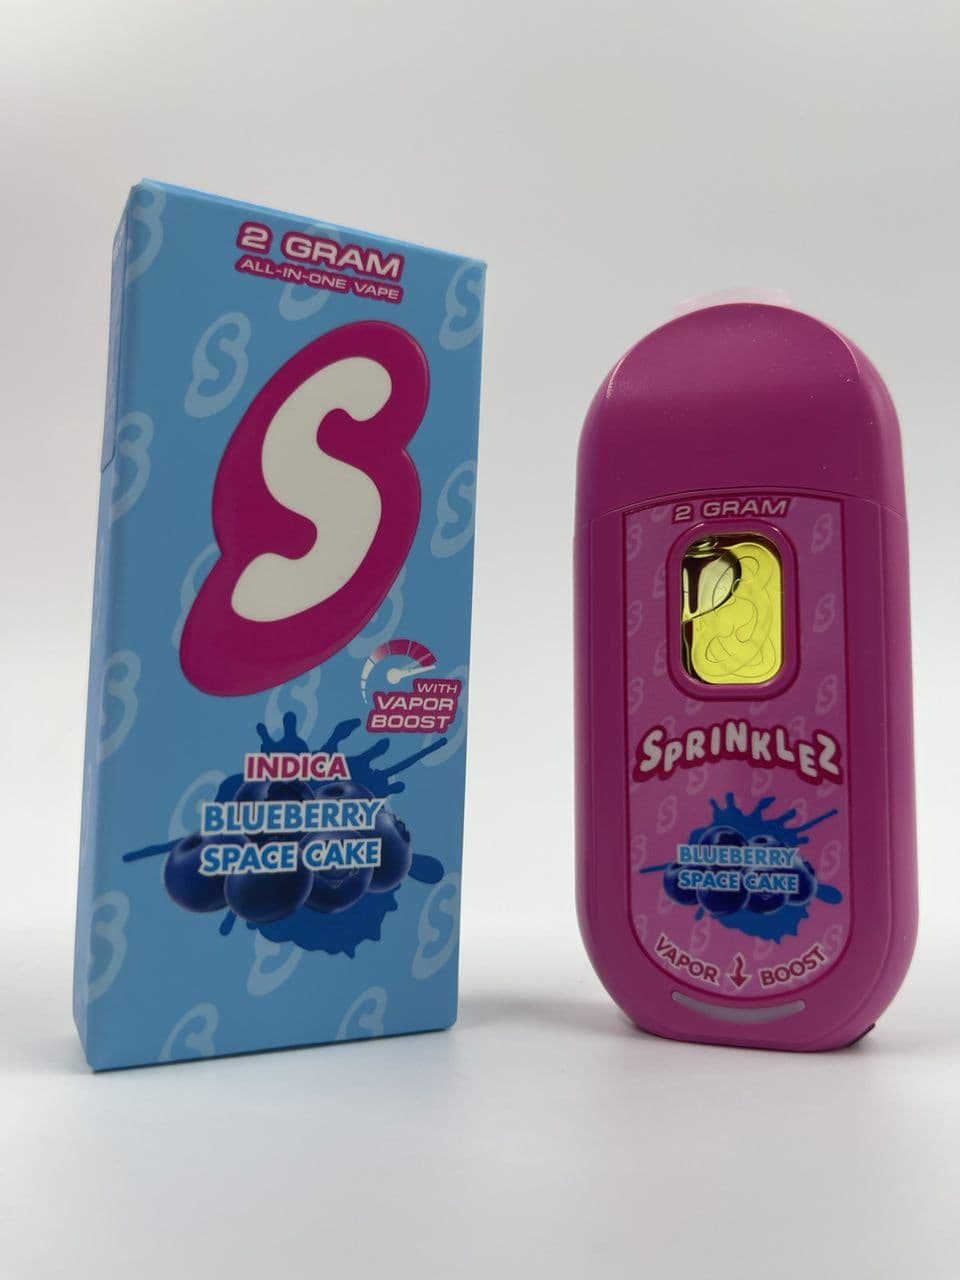 2 GRAM
ALL-IN-ONE VAPE
S
WITH
VAPOR
BOOST
INDICA
BLUEBERRY
SPACE CAKE
2 GRAM
SPRINKLEZ
BLUEBERRY
SPACE CAKE
VAPOR BOOST